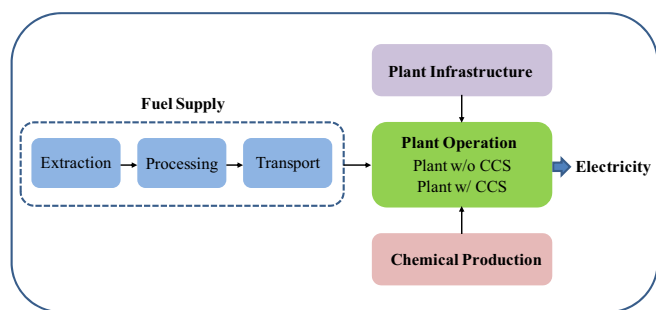 Plant Infrastructure
Fuel Supply
Extraction
Processing
Transport
Plant Operation
Plant w/o CCS
Plant w/ CCS
Electricity
Chemical Production